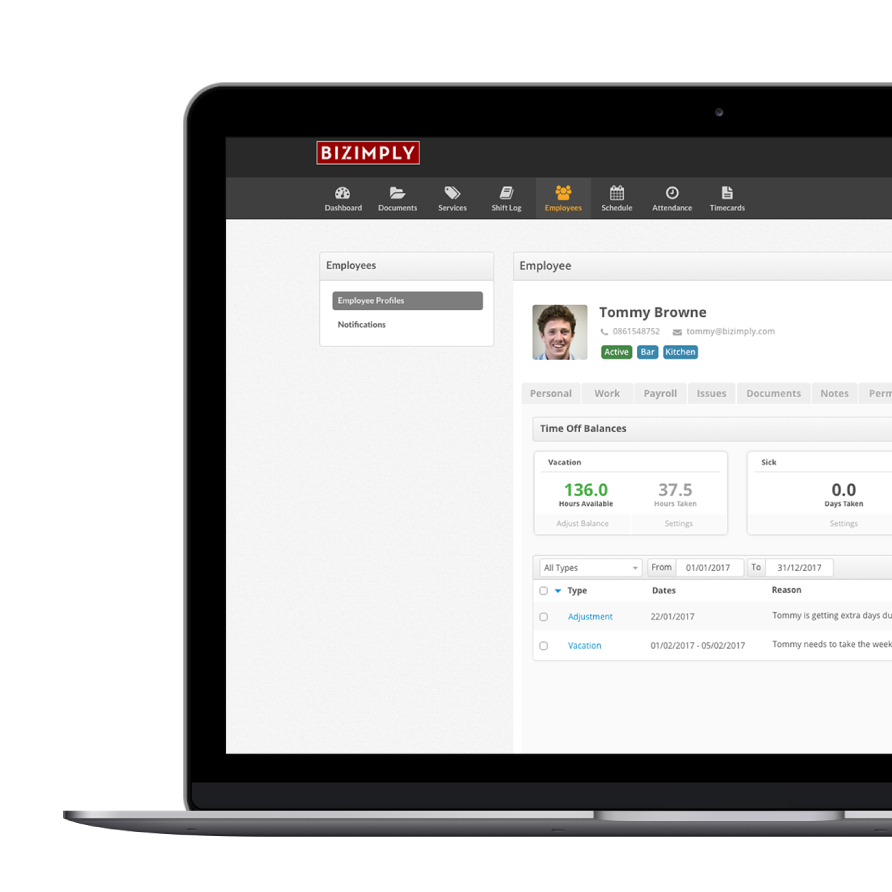 BIZIMPLY
Dashboard Documents Services Shift Log Employees Schedule Attendance Timecards
Employees
Employee Profiles
Notifications
Employee
Tommy Browne
0861548752 tommy@bizimply.com
Active Bar Kitchen
Personal Work Payroll Issues Documents Notes Perm
Time Off Balances
Vacation Sick
136.0 37.5 0.0
Hours Available Hours Taken Days Taken
Adjust Balance Settings Settings
All Types From 01/01/2017 To 31/12/2017
Type Dates Reason
Adjustment 22/01/2017 Tommy is getting extra days du
Vacation 01/02/2017 - 05/02/2017 Tommy needs to take the week